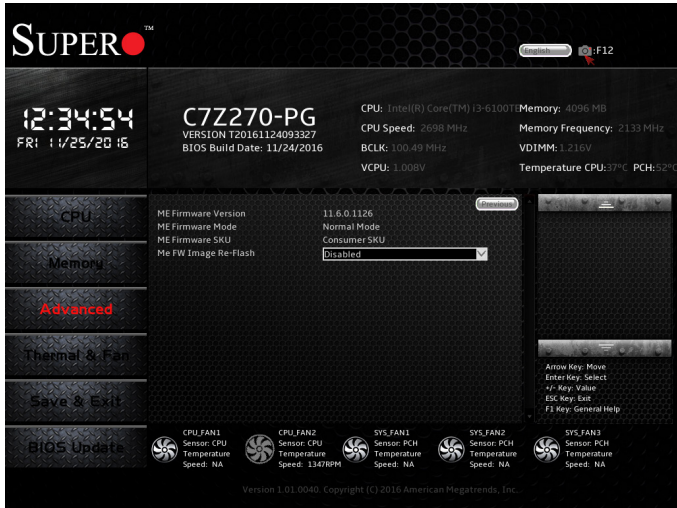 SUPER TM
English :F12
12:34:54
FRI 11/25/2016
C7Z270-PG
VERSION T20161124093327
BIOS Build Date: 11/24/2016
CPU: Intel(R) Core(TM) i3-6100TE
CPU Speed: 2698 MHz
BCLK: 100.49 MHz
VCPU: 1.008V
Memory: 4096 MB
Memory Frequency: 2133 MHz
VDIMM: 1.216V
Temperature CPU:37°C PCH:52°C
CPU
Memory
Advanced
Thermal & Fan
Save & Exit
BIOS Update
Previous
ME Firmware Version 11.6.0.1126
ME Firmware Mode Normal Mode
ME Firmware SKU Consumer SKU
Me FW Image Re-Flash Disabled
Arrow Key: Move
Enter Key: Select
+/- Key: Value
ESC Key: Exit
F1 Key: General Help
CPU_FAN1
Sensor: CPU
Temperature
Speed: NA
CPU_FAN2
Sensor: CPU
Temperature
Speed: 1347RPM
SYS_FAN1
Sensor: PCH
Temperature
Speed: NA
SYS_FAN2
Sensor: PCH
Temperature
Speed: NA
SYS_FAN3
Sensor: PCH
Temperature
Speed: NA
Version 1.01.0040. Copyright (C) 2016 American Megatrends, Inc.